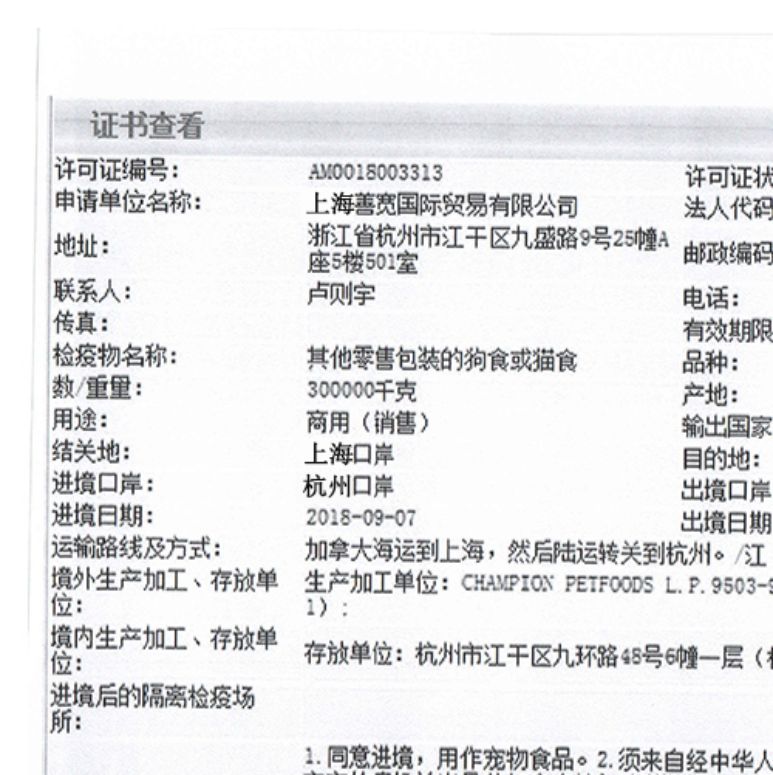 证书查看
许可证编号: AM0018003313 许可证状
申请单位名称: 上海善宽国际贸易有限公司 法人代码
地址: 浙江省杭州市江干区九盛路9号25幢A座5楼501室 邮政编码
联系人: 卢则宇 电话:
传真: 有效期限
检疫物名称: 其他零售包装的狗食或猫食 品种:
数/重量: 300000千克 产地:
用途: 商用（销售） 输出国家
结关地: 上海口岸 目的地:
进境口岸: 杭州口岸 出境口岸
进境日期: 2018-09-07 出境日期
运输路线及方式: 加拿大海运到上海，然后陆运转关到杭州。/江
境外生产加工、存放单位: 生产加工单位: CHAMPION PETFOODS L.P.9503-9
1）;
境内生产加工、存放单位: 存放单位: 杭州市江干区九环路48号6幢一层（杭
进境后的隔离检疫场所:
1.同意进境，用作宠物食品。2.须来自经中华人